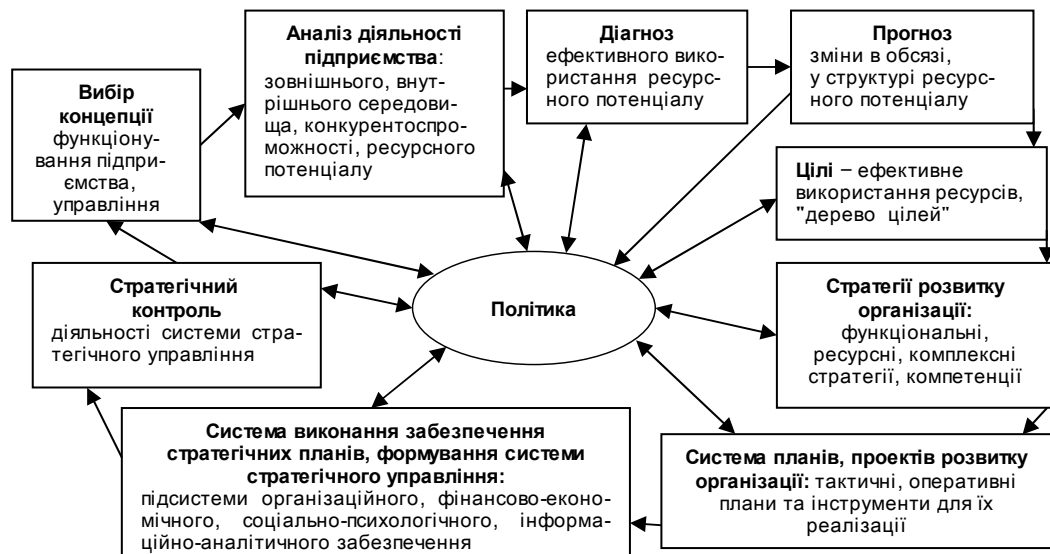 Вибір
концепції
функціону-
вання підпри-
ємства,
управління
Аналіз діяльності
підприємства:
зовнішнього, внут-
рішнього середови-
ща, конкурентоспро-
можності, ресурсного
потенціалу
Діагноз
ефективного вико-
ристання ресурс-
ного потенціалу
Прогноз
зміни в обсязі,
у структурі ресурс-
ного потенціалу
Цілі – ефективне
використання ресурсів,
"дерево цілей"
Стратегії розвитку
організації:
функціональні,
ресурсні, комплексні
стратегії, компетенції
Політика
Стратегічний
контроль
діяльності системи стра-
тегічного управління
Система виконання забезпечення
стратегічних планів, формування системи
стратегічного управління:
підсистеми організаційного, фінансово-еконо-
мічного, соціально-психологічного, інформа-
ційно-аналітичного забезпечення
Система планів, проектів розвитку
організації: тактичні, оперативні
плани та інструменти для їх
реалізації